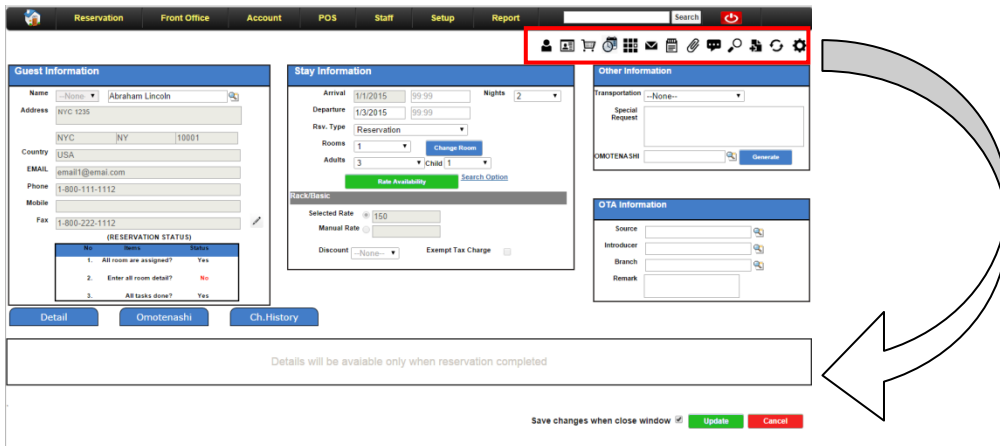 Reservation Front Office Account POS Staff Setup Report Search
Guest Information
Name --None- Abraham Lincoln
Address NYC 1235
NYC NY 10001
Country USA
EMAIL email1@emai.com
Phone 1-800-111-1112
Mobile
Fax 1-800-222-1112
(RESERVATION STATUS)
No Items Status
1. All room are assigned? Yes
2. Enter all room detail? No
3. All tasks done? Yes
Stay Information
Arrival 1/1/2015 99:99 Nights 2
Departure 1/3/2015 99:99
Rsv. Type Reservation
Rooms 1 Change Room
Adults 3 Child 1
Rate Availability Search Option
Rack/Basic
Selected Rate 150
Manual Rate
Discount --None-- Exempt Tax Charge
Other Information
Transportation --None--
Special
Request
OMOTENASHI Generate
OTA Information
Source
Introducer
Branch
Remark
Detail Omotenashi Ch.History
Details will be avaiable only when reservation completed
Save changes when close window Update Cancel